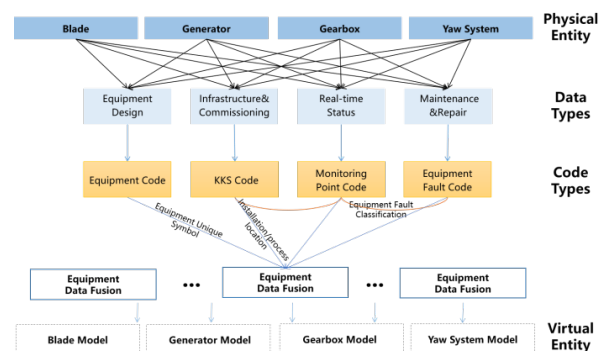 Blade
Generator
Gearbox
Yaw System
Physical
Entity
Equipment
Design
Infrastructure&
Commissioning
Real-time
Status
Maintenance
&Repair
Data
Types
Equipment Code
KKS Code
Monitoring
Point Code
Equipment
Fault Code
Code
Types
Equipment Unique
Symbol
Installation/process
location
Equipment Fault
Classification
Equipment
Data Fusion
...
Equipment
Data Fusion
...
Equipment
Data Fusion
Blade Model
Generator Model
Gearbox Model
Yaw System Model
Virtual
Entity